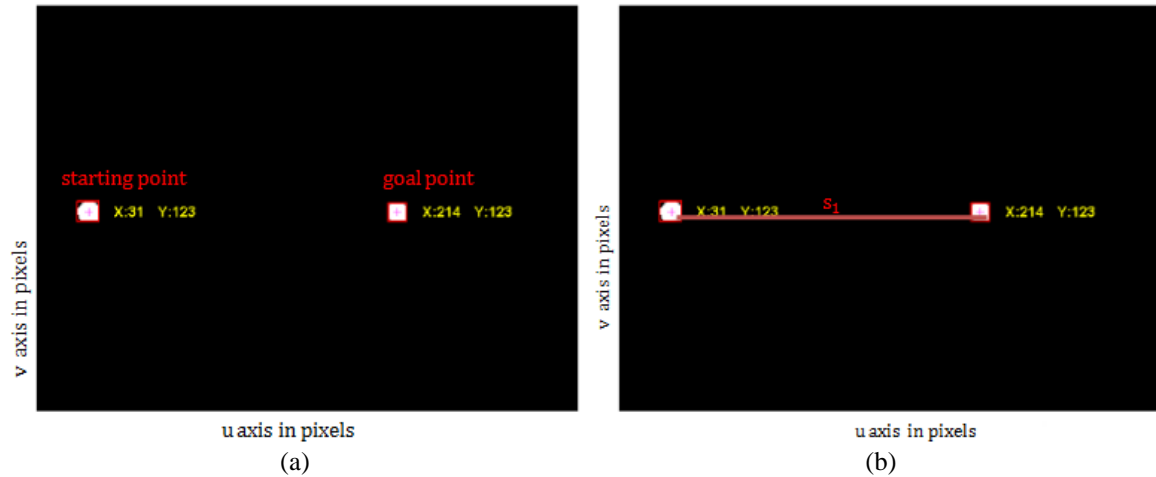 starting point
goal point
X:31 Y:123
X:214 Y:123
v axis in pixels
u axis in pixels
(a)
X:31 Y:123
s₁
X:214 Y:123
v axis in pixels
u axis in pixels
(b)